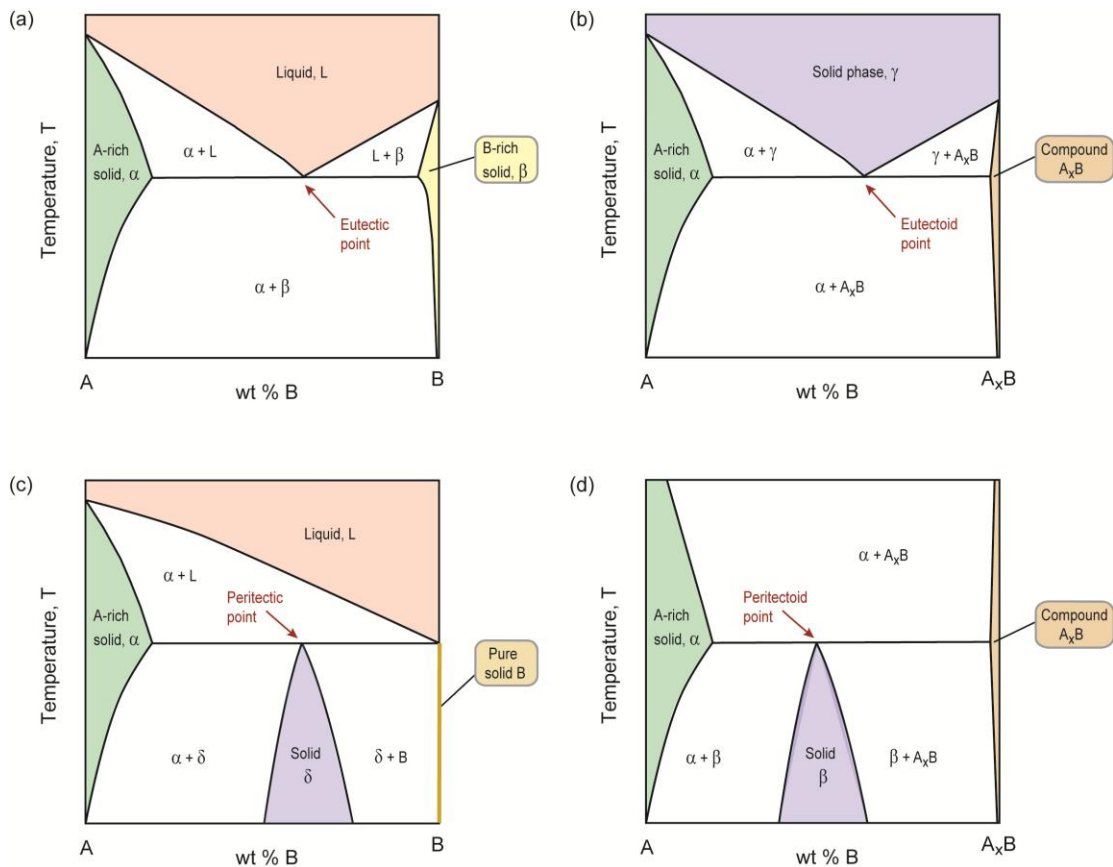 (a)
Liquid, L
A-rich
solid, α
α + L
L + β
B-rich
solid, β
Eutectic
point
α + β
Temperature, T
A
wt % B
B
(b)
Solid phase, γ
A-rich
solid, α
α + γ
γ + AₓB
Compound
AₓB
Eutectoid
point
α + AₓB
Temperature, T
A
wt % B
AₓB
(c)
Liquid, L
α + L
A-rich
solid, α
Peritectic
point
Pure
solid B
α + δ
Solid
δ
δ + B
Temperature, T
A
wt % B
B
(d)
α + AₓB
A-rich
solid, α
Peritectoid
point
Compound
AₓB
α + β
Solid
β
β + AₓB
Temperature, T
A
wt % B
AₓB